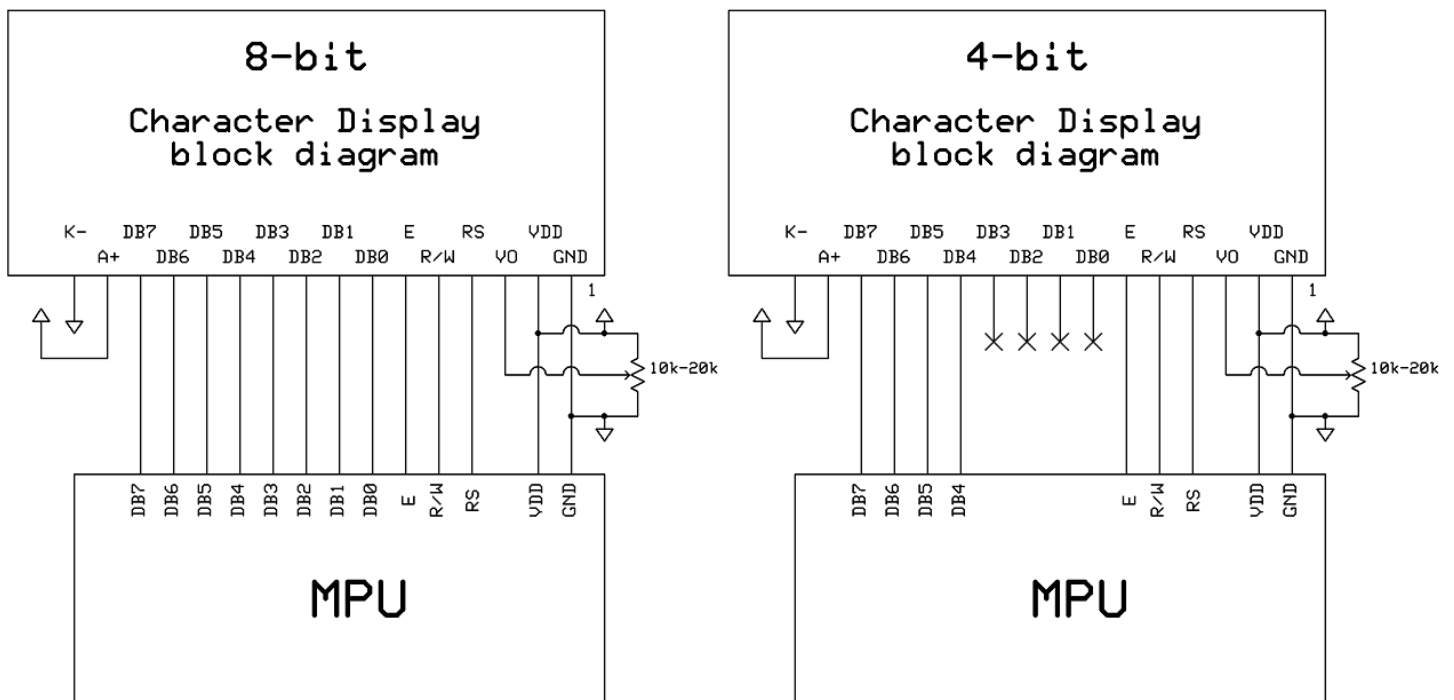 8-bit
Character Display
block diagram
K- DB7 DB5 DB3 DB1 E RS VDD
A+ DB6 DB4 DB2 DB0 R/W VO GND
1
10k-20k
DB7 DB6 DB5 DB4 DB3 DB2 DB1 DB0 E R/W RS VDD GND
MPU
4-bit
Character Display
block diagram
K- DB7 DB5 DB3 DB1 E RS VDD
A+ DB6 DB4 DB2 DB0 R/W VO GND
1
10k-20k
DB7 DB6 DB5 DB4 E R/W RS VDD GND
MPU